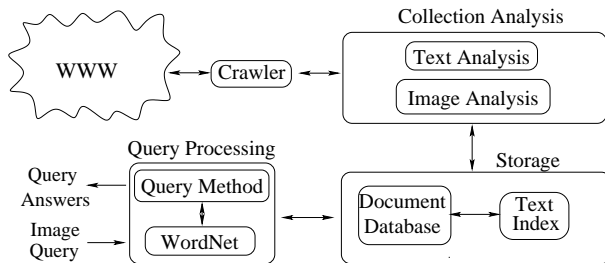 Collection Analysis
WWW
Crawler
Text Analysis
Image Analysis
Query Processing
Storage
Query
Answers
Image
Query
Query Method
WordNet
Document
Database
Text
Index